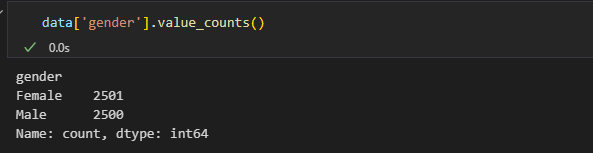 data['gender'].value_counts()
0.0s
gender
Female    2501
Male      2500
Name: count, dtype: int64